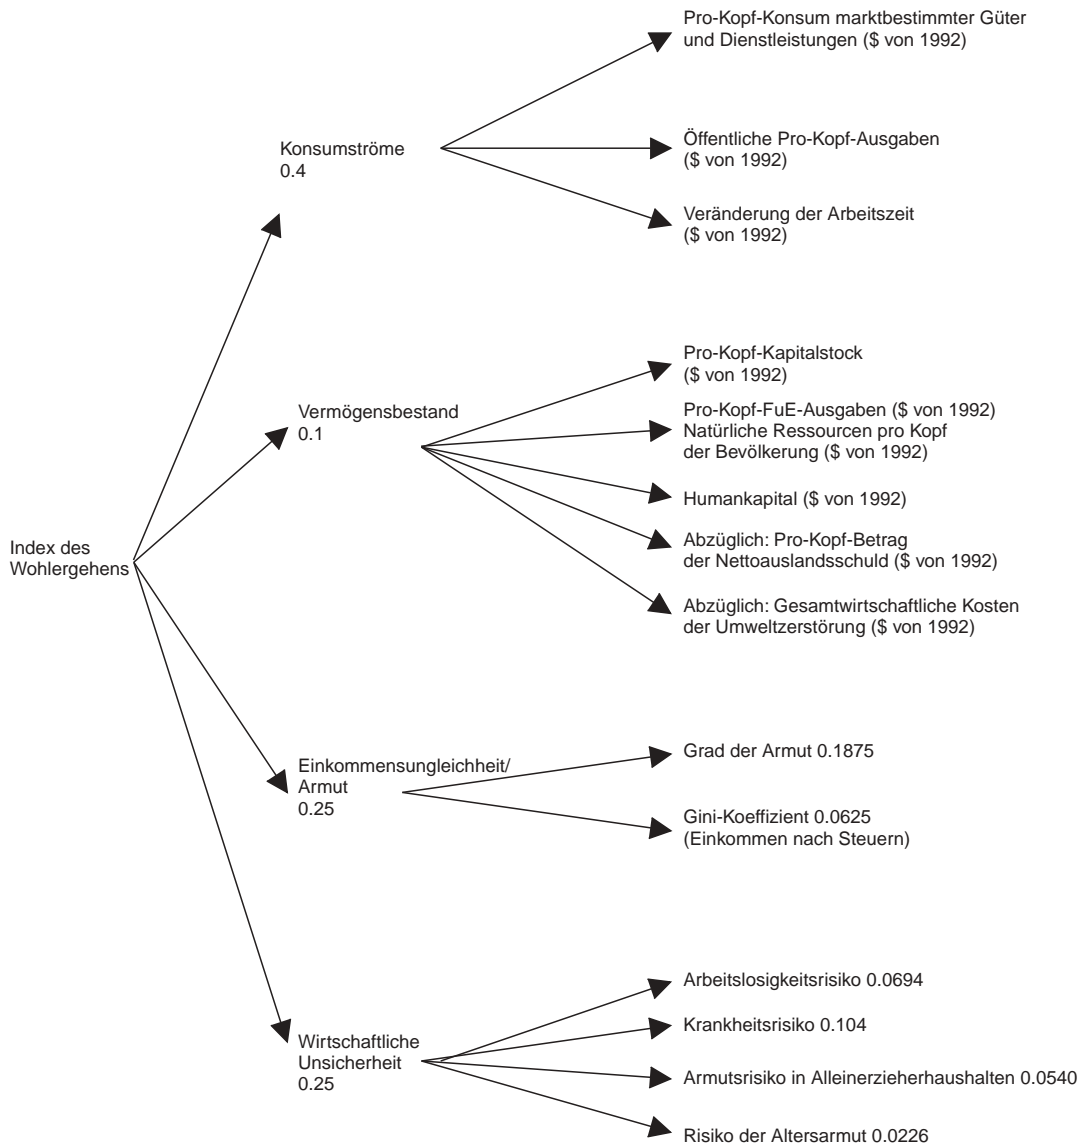 Pro-Kopf-Konsum marktbestimmter Güter
und Dienstleistungen ($ von 1992)
Konsumströme
0.4
Öffentliche Pro-Kopf-Ausgaben
($ von 1992)
Veränderung der Arbeitszeit
($ von 1992)
Pro-Kopf-Kapitalstock
($ von 1992)
Vermögensbestand
0.1
Pro-Kopf-FuE-Ausgaben ($ von 1992)
Natürliche Ressourcen pro Kopf
der Bevölkerung ($ von 1992)
Humankapital ($ von 1992)
Index des
Wohlergehens
Abzüglich: Pro-Kopf-Betrag
der Nettoauslandsschuld ($ von 1992)
Abzüglich: Gesamtwirtschaftliche Kosten
der Umweltzerstörung ($ von 1992)
Einkommensungleichheit/
Armut
0.25
Grad der Armut 0.1875
Gini-Koeffizient 0.0625
(Einkommen nach Steuern)
Wirtschaftliche
Unsicherheit
0.25
Arbeitslosigkeitsrisiko 0.0694
Krankheitsrisiko 0.104
Armutsrisiko in Alleinerzieherhaushalten 0.0540
Risiko der Altersarmut 0.0226